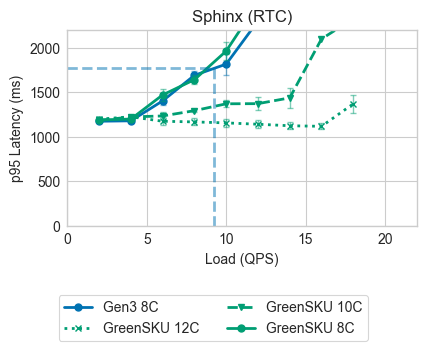 Sphinx (RTC)
p95 Latency (ms)
2000
1500
1000
500
0
0 5 10 15 20
Load (QPS)
Gen3 8C GreenSKU 10C
GreenSKU 12C GreenSKU 8C